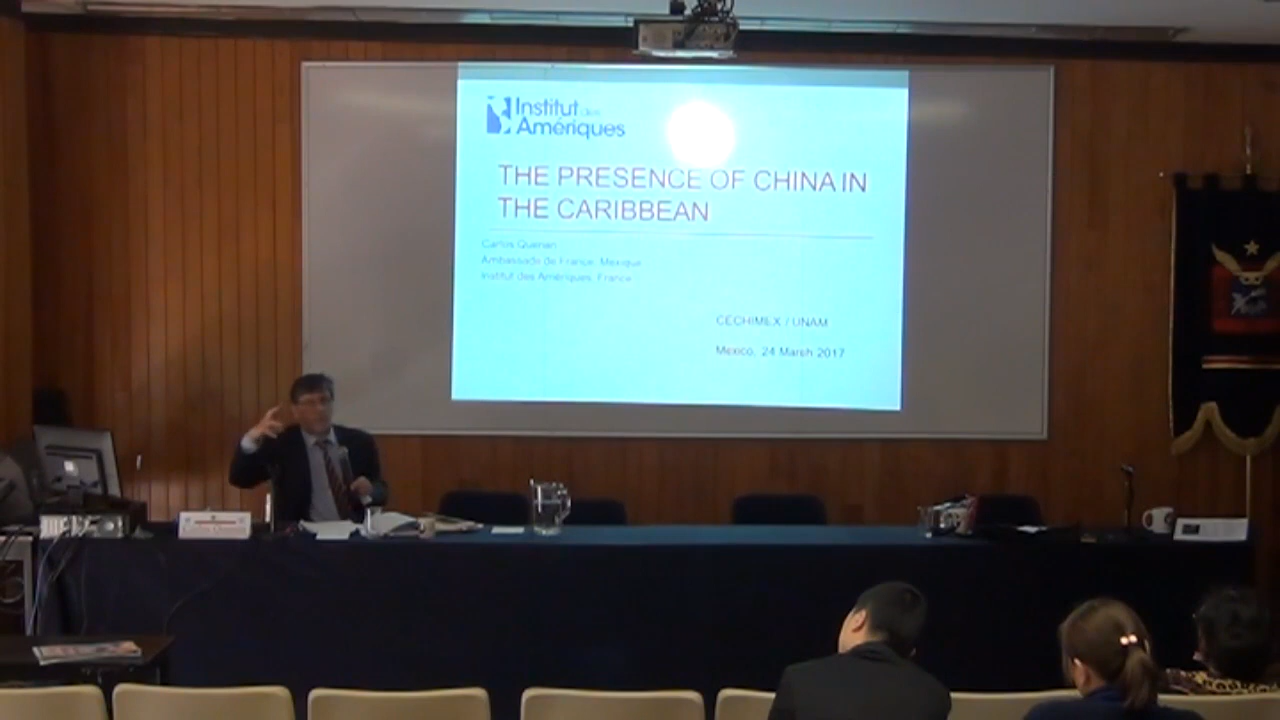 Institut des
Amériques
THE PRESENCE OF CHINA IN
THE CARIBBEAN
Carlos Quenan
Ambassade de France, Mexique
Institut des Amériques, France
CECHIMEX / UNAM
Mexico, 24 March 2017